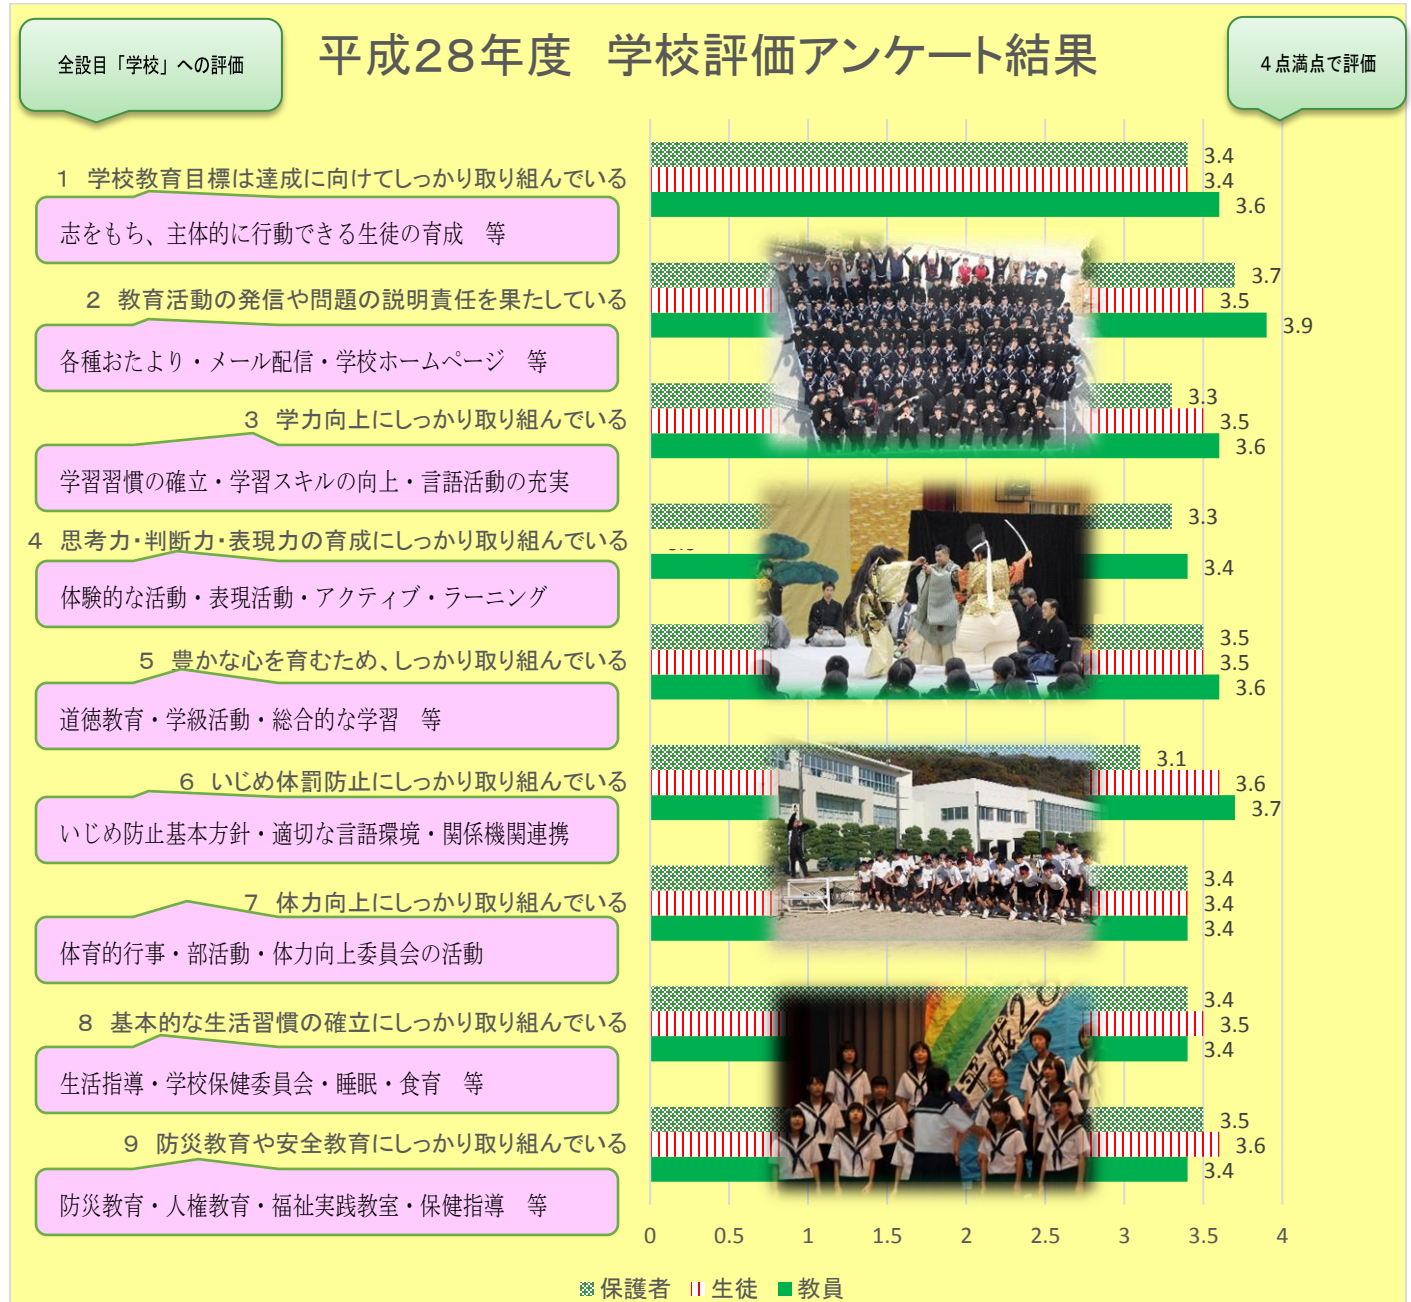 全設目「学校」への評価
平成28年度　学校評価アンケート結果
4点満点で評価
1　学校教育目標は達成に向けてしっかり取り組んでいる
志をもち、主体的に行動できる生徒の育成　等
3.4
3.4
3.6
2　教育活動の発信や問題の説明責任を果たしている
各種おたより・メール配信・学校ホームページ　等
3.7
3.5
3.9
3　学力向上にしっかり取り組んでいる
学習習慣の確立・学習スキルの向上・言語活動の充実
3.3
3.5
3.6
4　思考力・判断力・表現力の育成にしっかり取り組んでいる
体験的な活動・表現活動・アクティブ・ラーニング
3.3
3.4
5　豊かな心を育むため、しっかり取り組んでいる
道徳教育・学級活動・総合的な学習　等
3.5
3.5
3.6
6　いじめ体罰防止にしっかり取り組んでいる
いじめ防止基本方針・適切な言語環境・関係機関連携
3.1
3.6
3.7
7　体力向上にしっかり取り組んでいる
体育的行事・部活動・体力向上委員会の活動
3.4
3.4
3.4
8　基本的な生活習慣の確立にしっかり取り組んでいる
生活指導・学校保健委員会・睡眠・食育　等
3.4
3.5
3.4
9　防災教育や安全教育にしっかり取り組んでいる
防災教育・人権教育・福祉実践教室・保健指導　等
3.5
3.6
3.4
0 0.5 1 1.5 2 2.5 3 3.5 4
保護者 生徒 教員